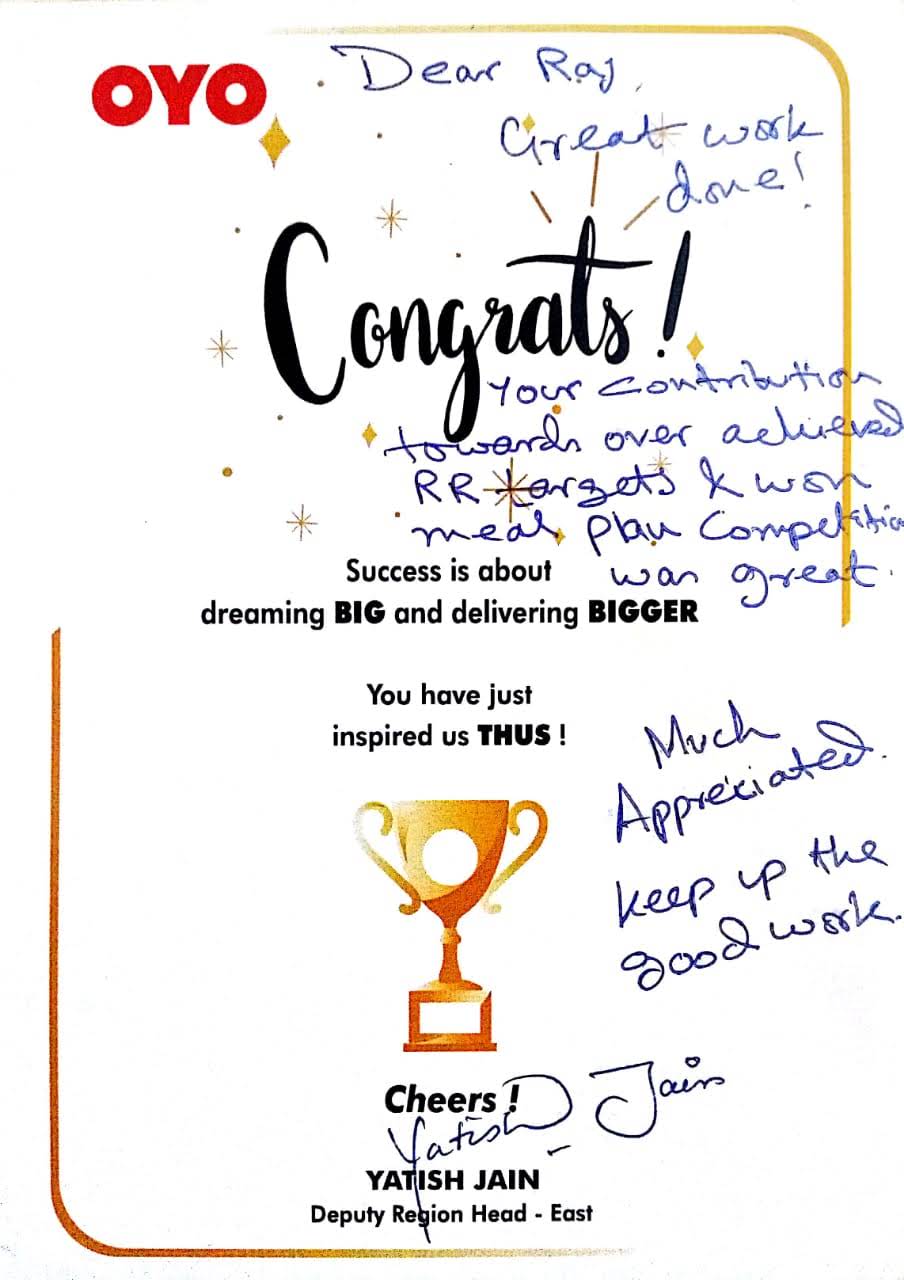 OYO
Dear Raj,
Great work
done!
Congrats!
Your contribution
towards over achieved
RR targets & won
meal plan Competition
was great.
Success is about
dreaming BIG and delivering BIGGER
You have just
inspired us THUS !
Much
Appreciated.
keep up the
good work.
Cheers !
Yatish Jain
YATISH JAIN
Deputy Region Head - East